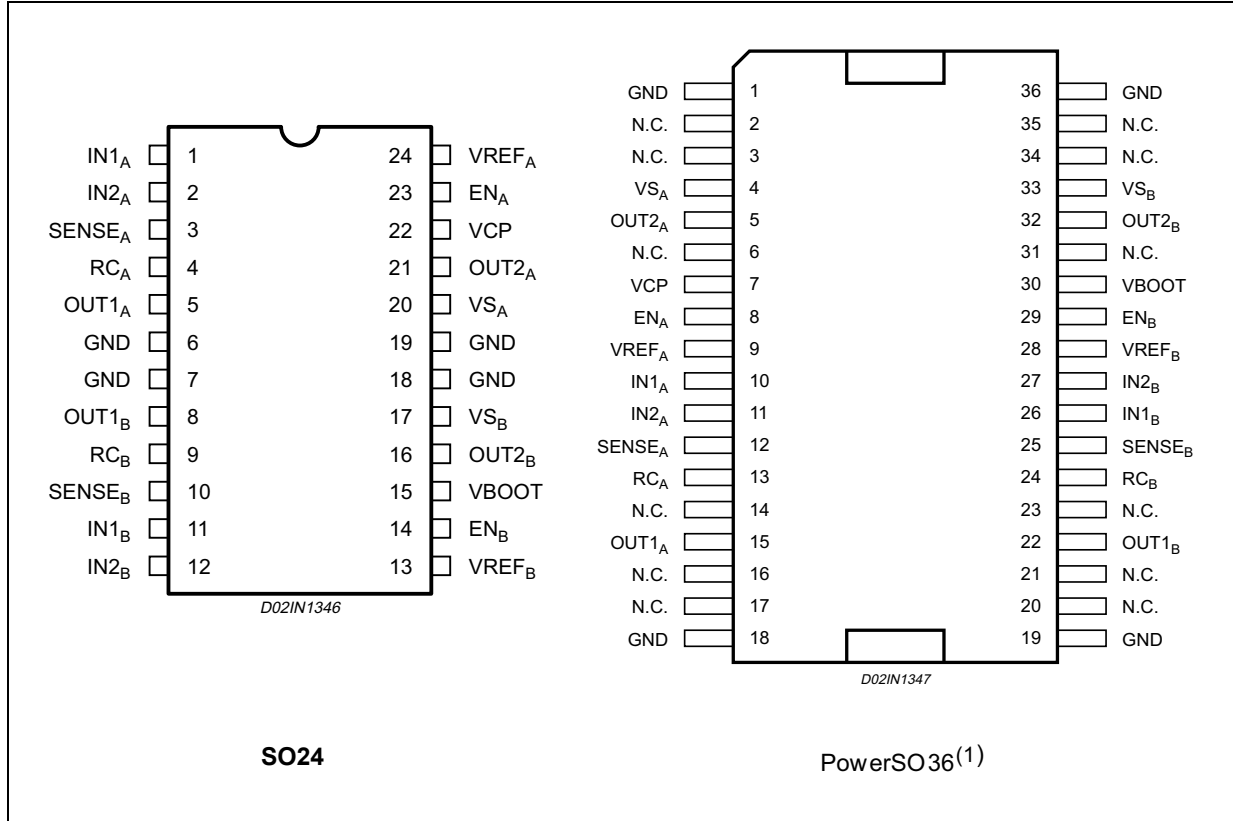 IN1A 1 24 VREFA
IN2A 2 23 ENA
SENSEA 3 22 VCP
RCA 4 21 OUT2A
OUT1A 5 20 VSA
GND 6 19 GND
GND 7 18 GND
OUT1B 8 17 VSB
RCB 9 16 OUT2B
SENSEB 10 15 VBOOT
IN1B 11 14 ENB
IN2B 12 13 VREFB
D02IN1346
SO24
GND 1 36 GND
N.C. 2 35 N.C.
N.C. 3 34 N.C.
VSA 4 33 VSB
OUT2A 5 32 OUT2B
N.C. 6 31 N.C.
VCP 7 30 VBOOT
ENA 8 29 ENB
VREFA 9 28 VREFB
IN1A 10 27 IN2B
IN2A 11 26 IN1B
SENSEA 12 25 SENSEB
RCA 13 24 RCB
N.C. 14 23 N.C.
OUT1A 15 22 OUT1B
N.C. 16 21 N.C.
N.C. 17 20 N.C.
GND 18 19 GND
D02IN1347
PowerSO36(1)